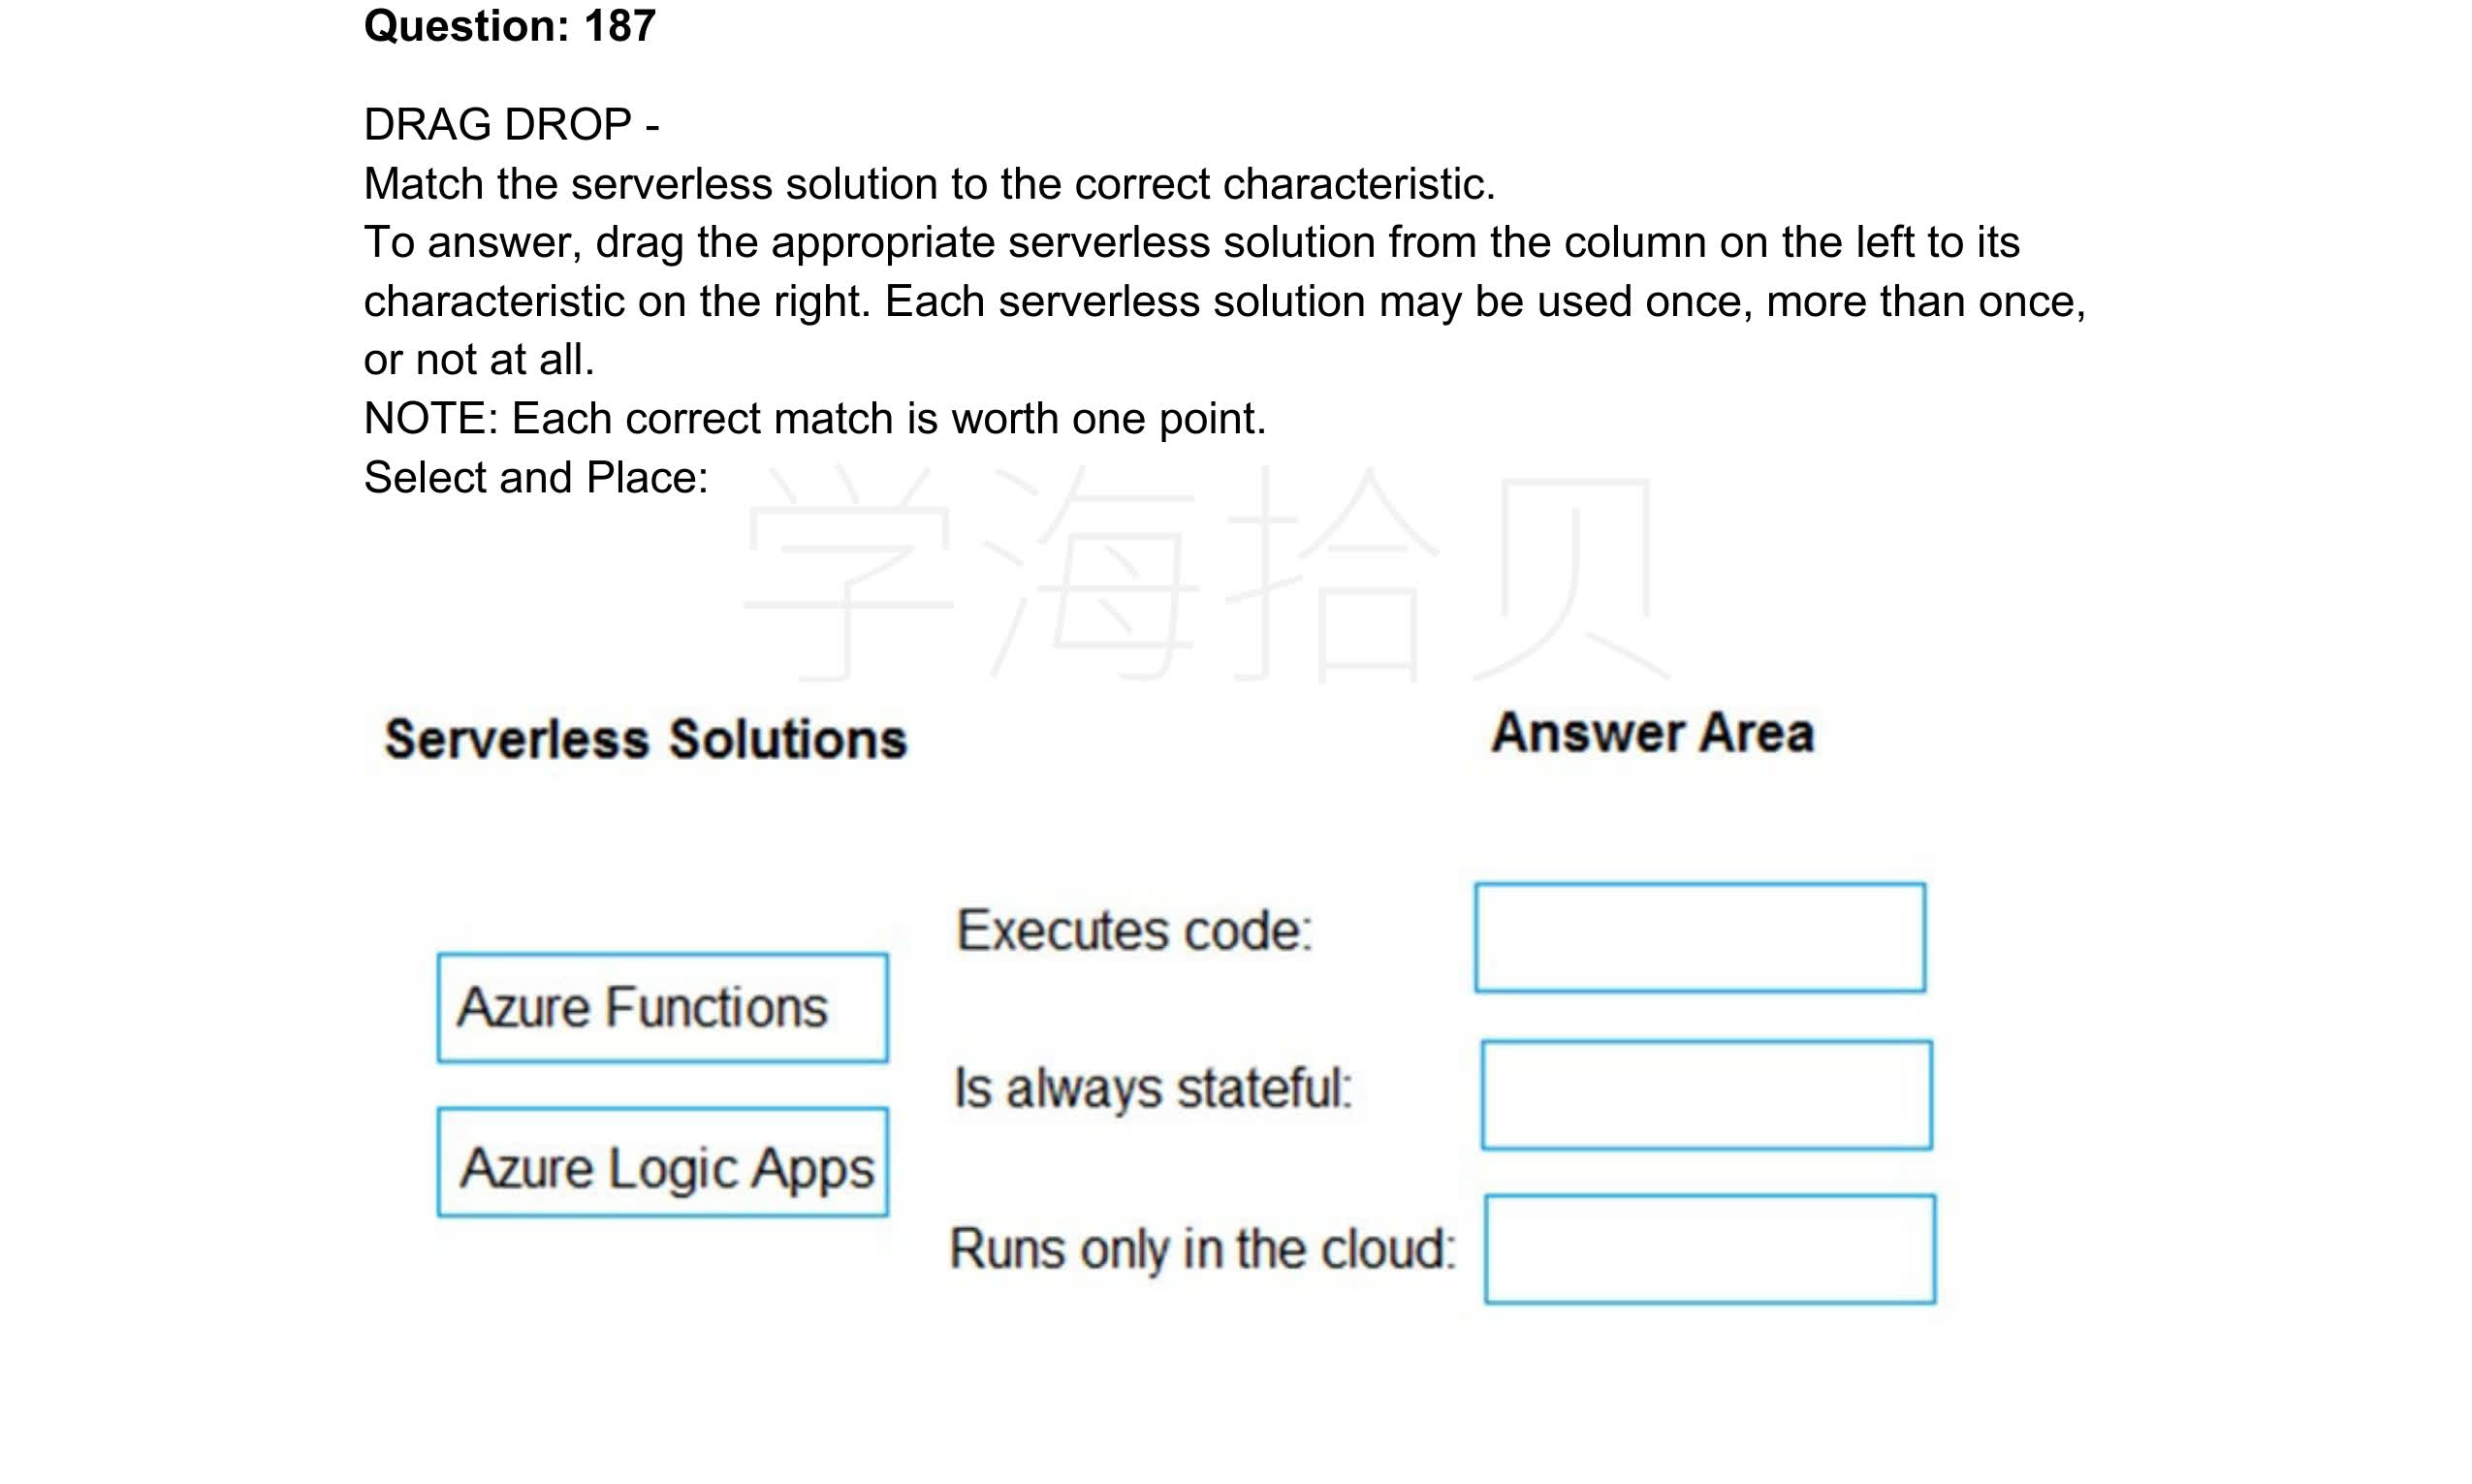 Question: 187
DRAG DROP -
Match the serverless solution to the correct characteristic.
To answer, drag the appropriate serverless solution from the column on the left to its
characteristic on the right. Each serverless solution may be used once, more than once,
or not at all.
NOTE: Each correct match is worth one point.
Select and Place:
学海拾贝
Serverless Solutions
Answer Area
Executes code:
Azure Functions
Is always stateful:
Azure Logic Apps
Runs only in the cloud: